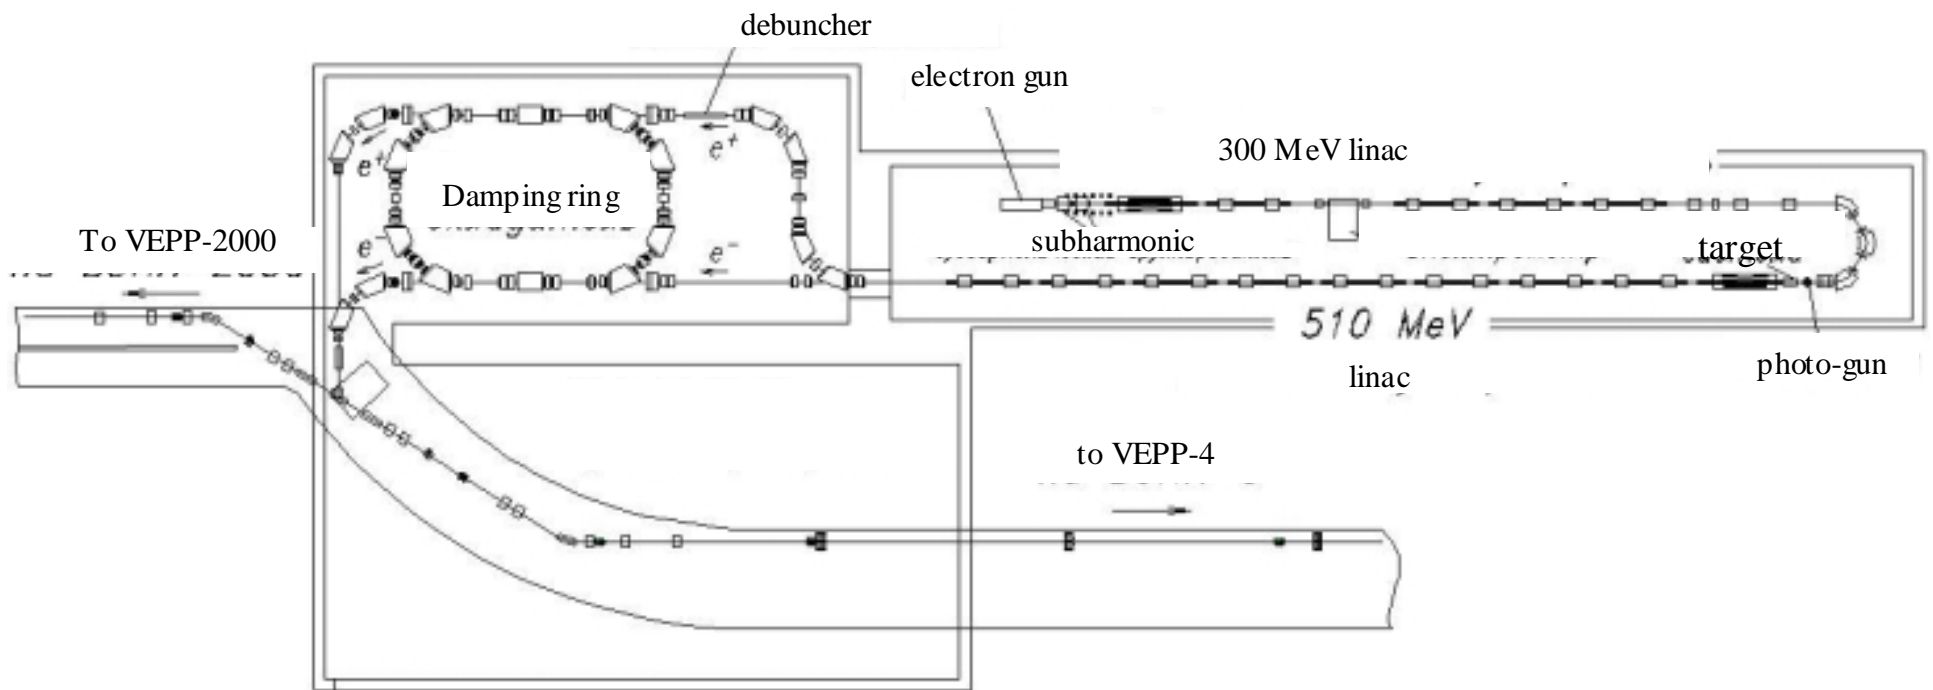 debuncher
electron gun
300 MeV linac
e+
e+
Damping ring
To VEPP-2000
e-
e-
subharmonic
target
510 MeV
linac
photo-gun
to VEPP-4